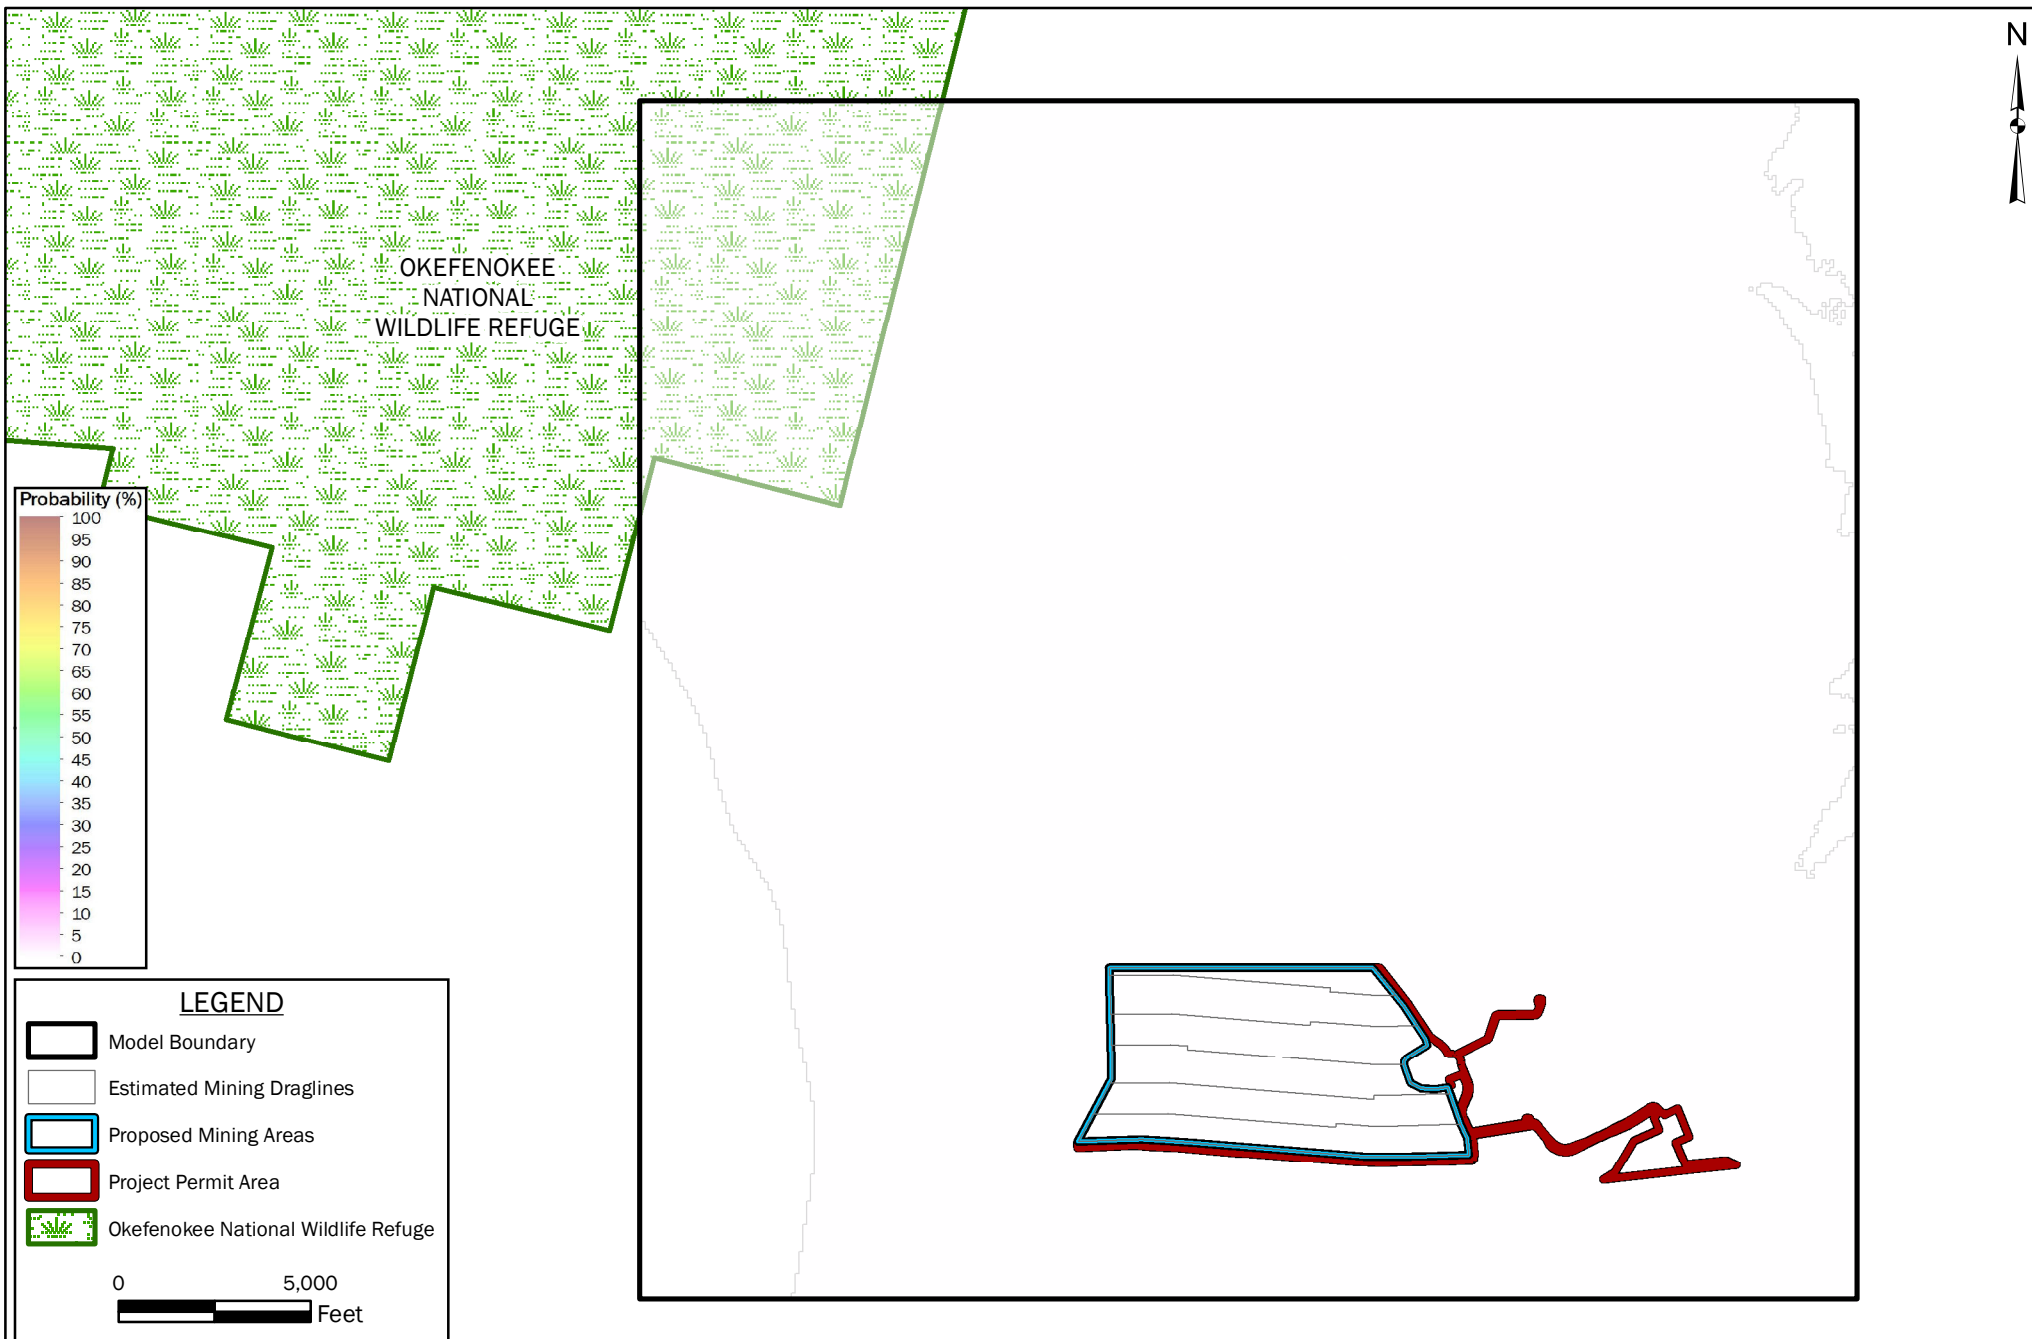 N
OKEFENOKEE
NATIONAL
WILDLIFE REFUGE
Probability (%)
100
95
90
85
80
75
70
65
60
55
50
45
40
35
30
25
20
15
10
5
0
LEGEND
Model Boundary
Estimated Mining Draglines
Proposed Mining Areas
Project Permit Area
Okefenokee National Wildlife Refuge
0 5,000
Feet